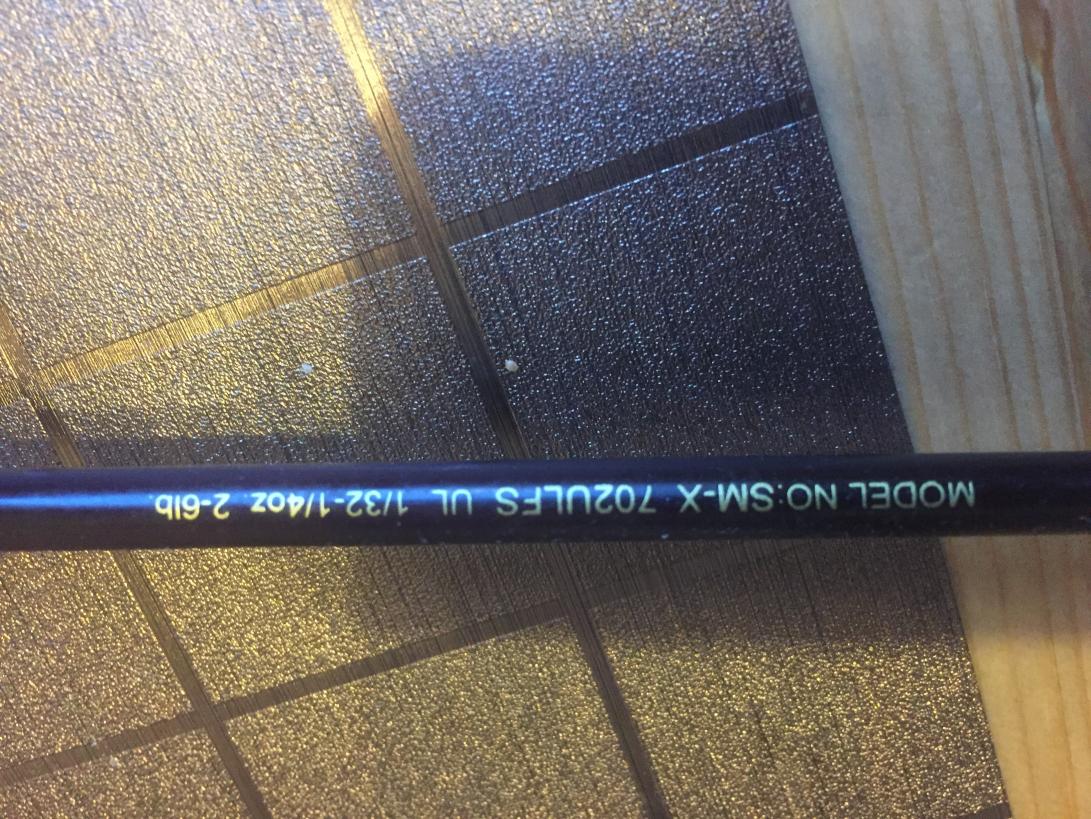 MODEL NO:SM-X 702ULFS UL 1/32-1/4oz. 2-6lb.